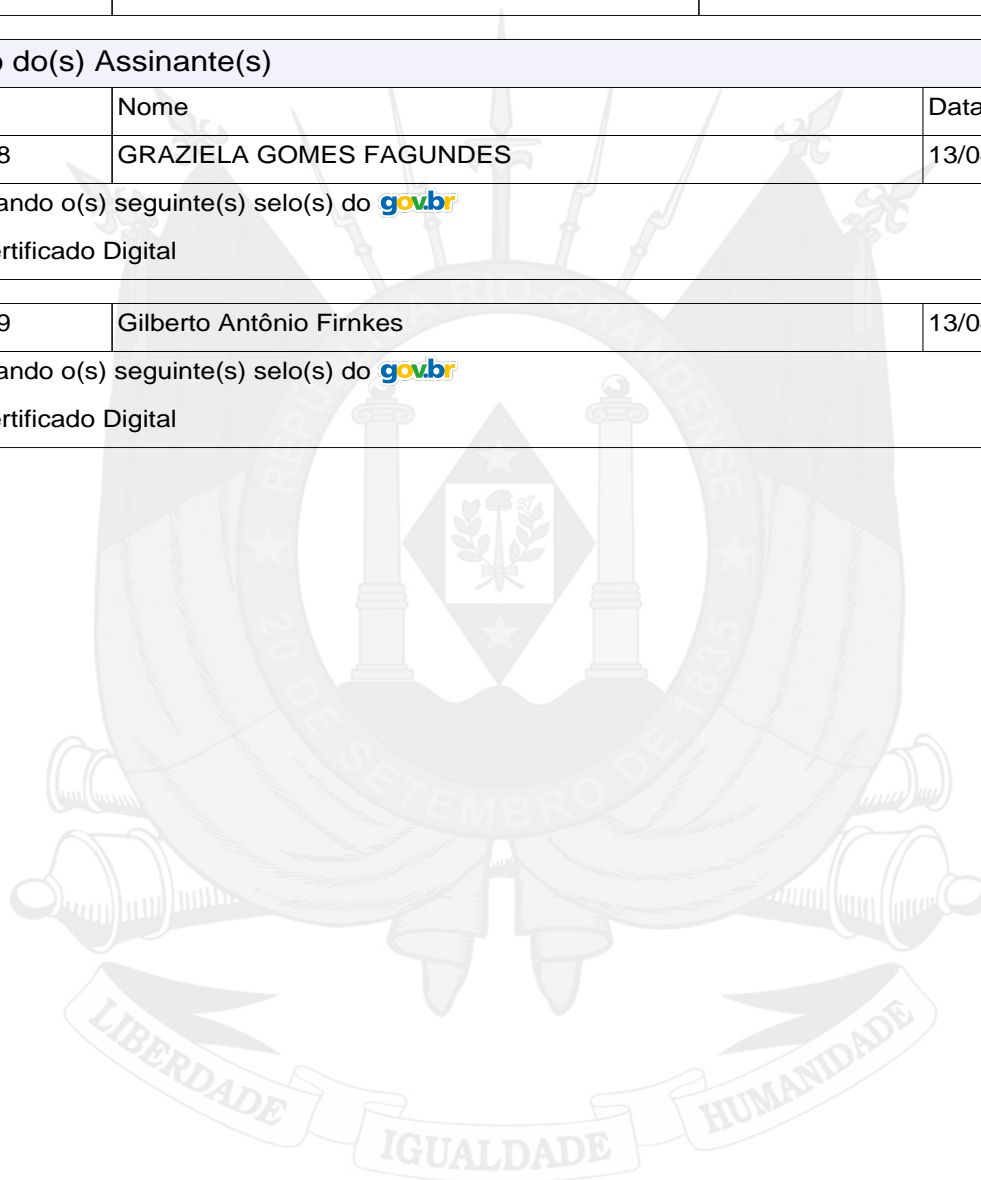 o do(s) Assinante(s)
Nome Data
8 GRAZIELA GOMES FAGUNDES 13/0
ando o(s) seguinte(s) selo(s) do gov.br
ertificado Digital
9 Gilberto Antônio Firnkes 13/0
ando o(s) seguinte(s) selo(s) do gov.br
ertificado Digital
REPUBLICA RIO-GRANDENSE
20 DE SETEMBRO DE 1835
LIBERDADE IGUALDADE HUMANIDADE